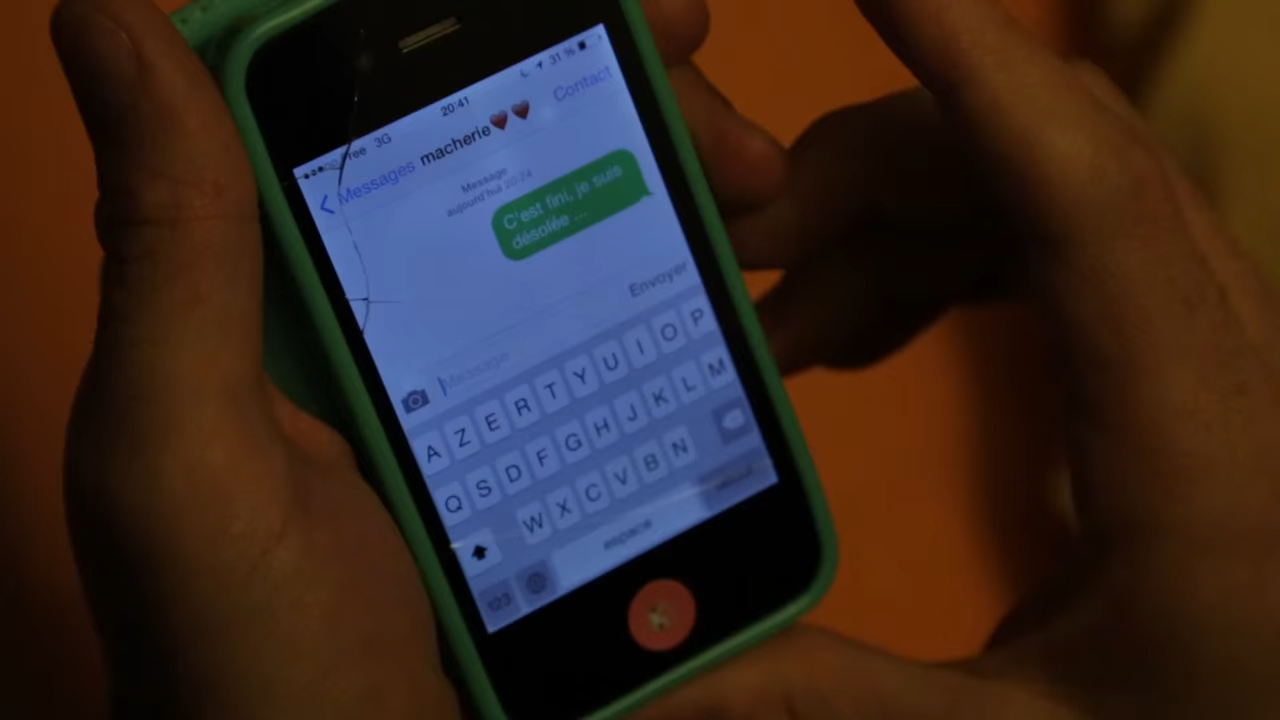 Free 3G 20:41 31 %
Messages macherie❤❤ Contact
Message
aujourd'hui 20:24
C'est fini, je suis
désolée ...
Message Envoyer
A Z E R T Y U I O P
Q S D F G H J K L M
W X C V B N
123 espace